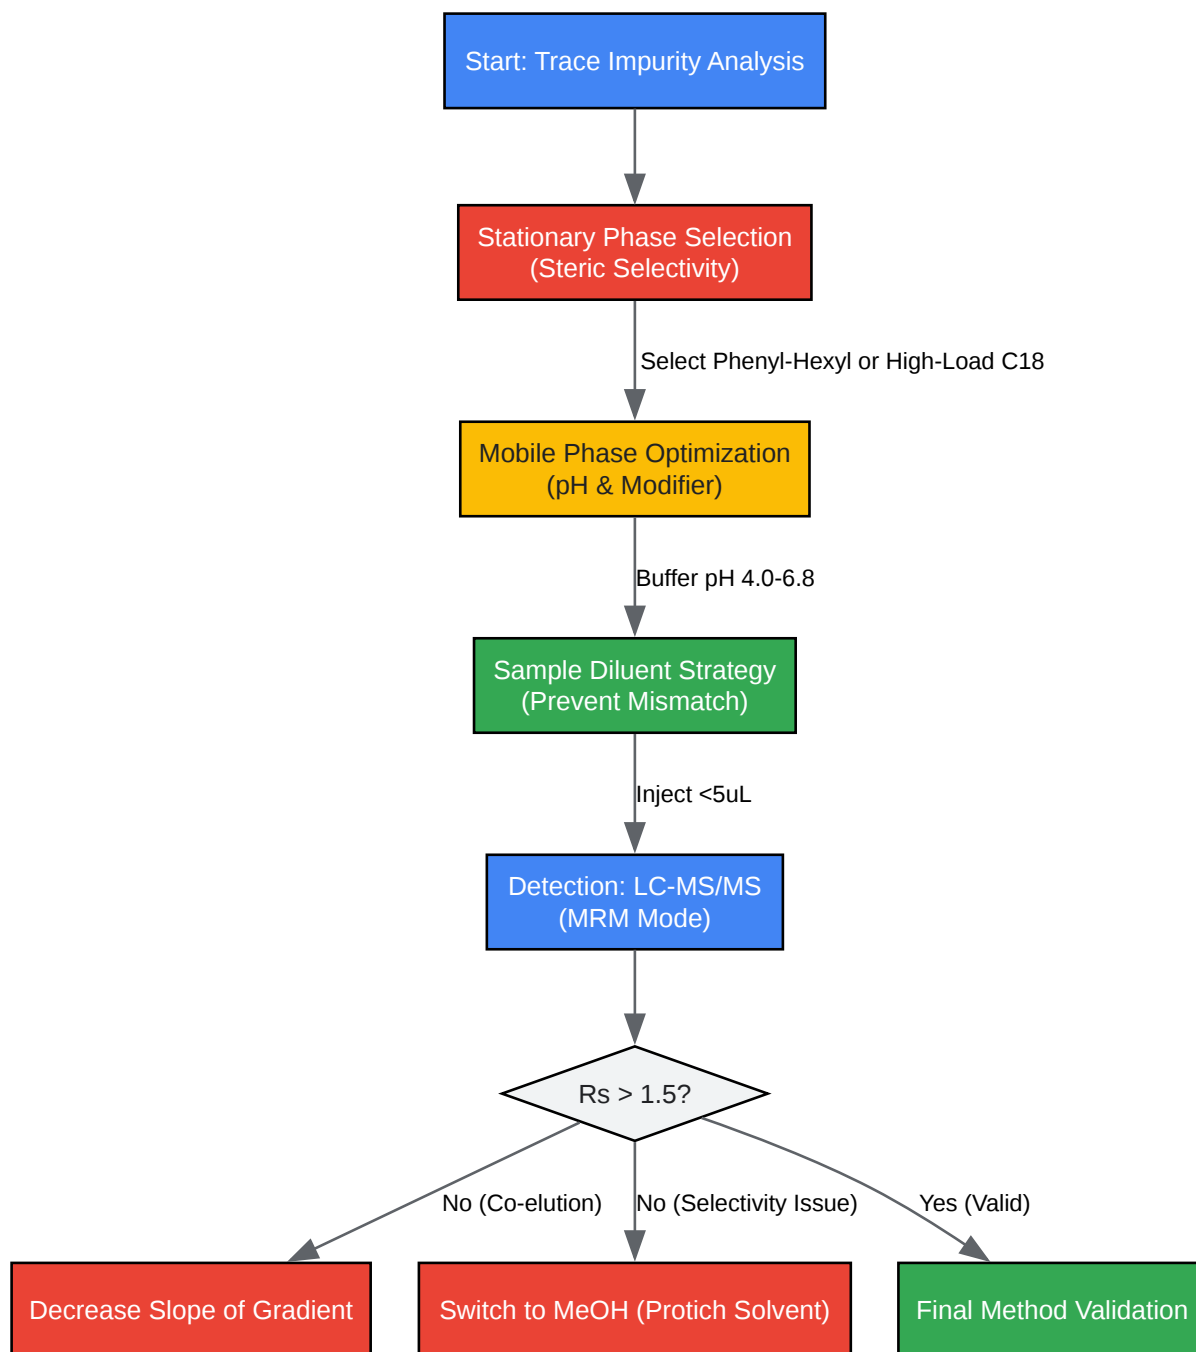 Start: Trace Impurity Analysis
Stationary Phase Selection
(Steric Selectivity)
Select Phenyl-Hexyl or High-Load C18
Mobile Phase Optimization
(pH & Modifier)
Buffer pH 4.0-6.8
Sample Diluent Strategy
(Prevent Mismatch)
Inject <5uL
Detection: LC-MS/MS
(MRM Mode)
Rs > 1.5?
No (Co-elution)
No (Selectivity Issue)
Yes (Valid)
Decrease Slope of Gradient
Switch to MeOH (Protich Solvent)
Final Method Validation